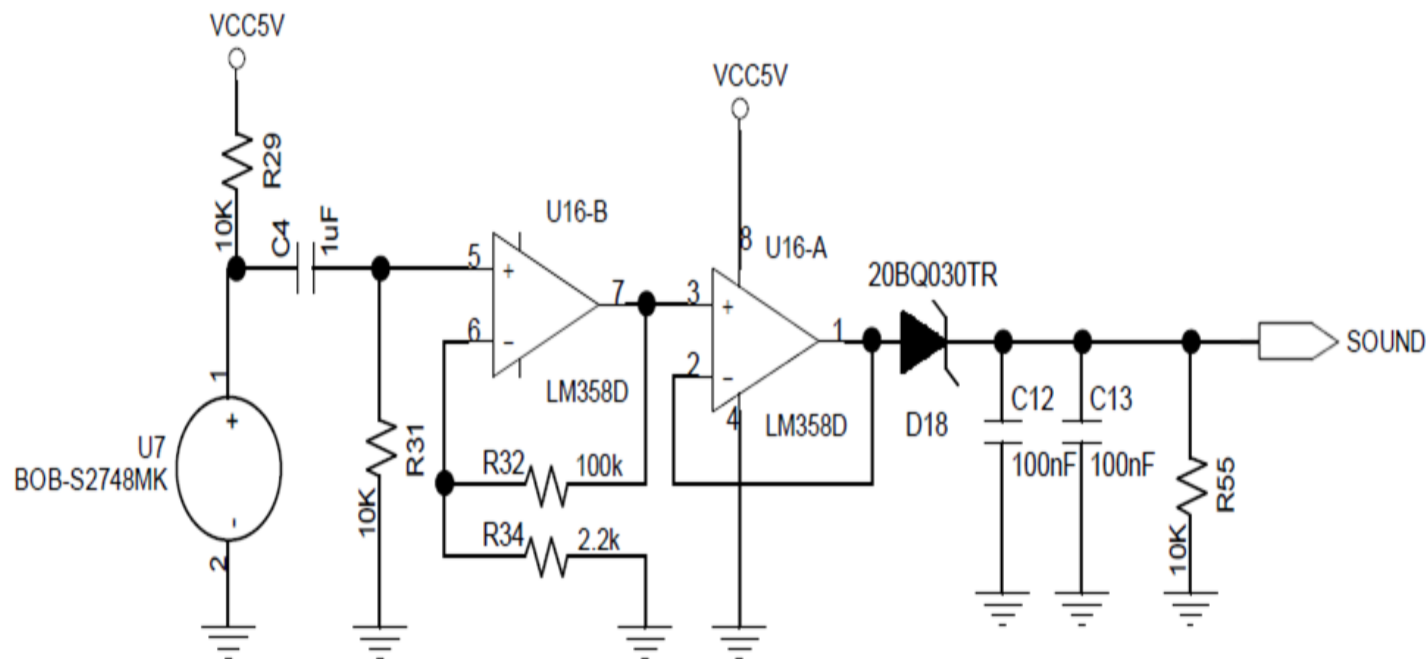 VCC5V
VCC5V
R29
10K
C4
1uF
U16-B
8
U16-A
5
+
7
3
+
20BQ030TR
6
-
1
SOUND
2
-
1
LM358D
4
LM358D
D18
C12
C13
+
U7
BOB-S2748MK
-
2
R31
10K
R32
100k
100nF
100nF
R55
10K
R34
2.2k